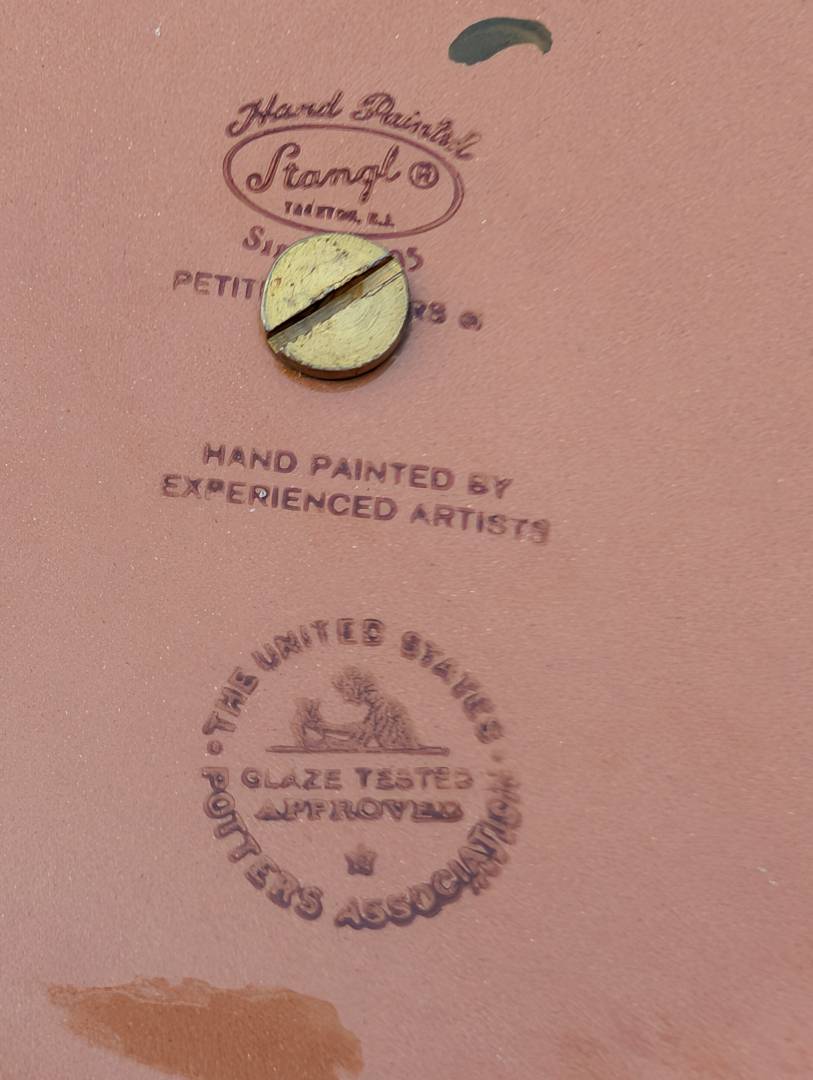 Hand Painted
Stangl ®
TRENTON, N.J.
HAND PAINTED BY
EXPERIENCED ARTISTS
THE UNITED STATES
GLAZE TESTED
APPROVED
POTTERS ASSOCIATION